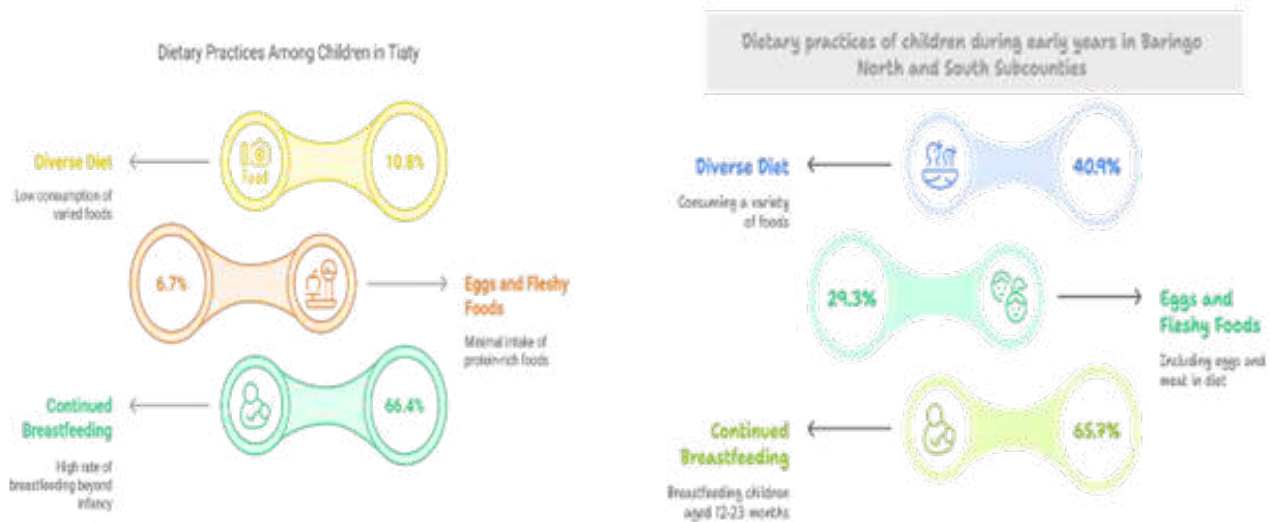 Dietary Practices Among Children in Tiaty
Food
Diverse Diet
10.8%
Low consumption of
varied foods
6.7%
Eggs and Fleshy
Foods
Minimal intake of
protein-rich foods
Continued
Breastfeeding
66.4%
High rate of
breastfeeding beyond
infancy
Dietary practices of children during early years in Baringo
North and South Subcounties
Diverse Diet
40.9%
Consuming a variety
of foods
29.3%
Eggs and
Fleshy Foods
Including eggs and
meat in diet
Continued
Breastfeeding
65.7%
Breastfeeding children
aged 12-23 months